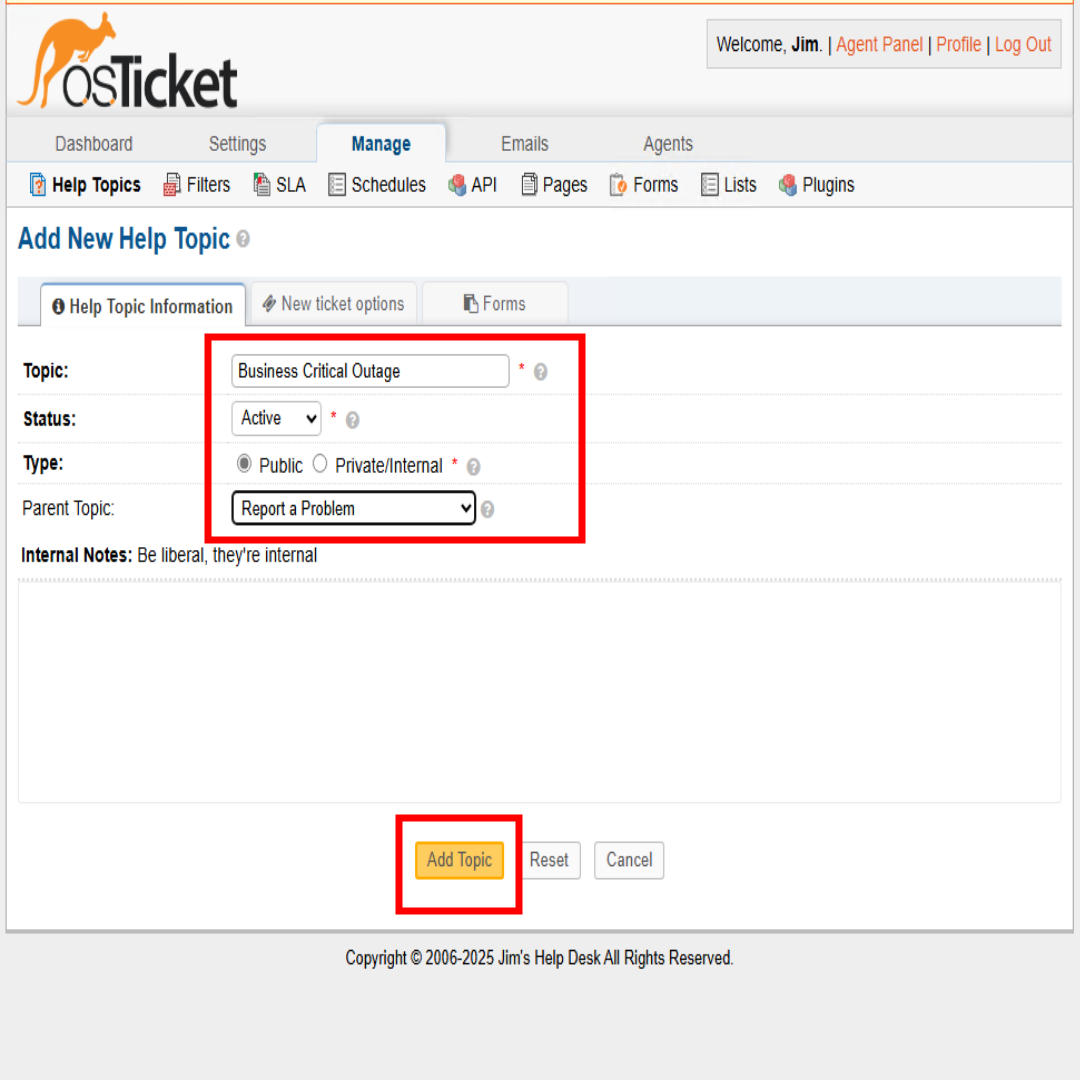 osTicket
Welcome, Jim. | Agent Panel | Profile | Log Out
Dashboard Settings Manage Emails Agents
Help Topics Filters SLA Schedules API Pages Forms Lists Plugins
Add New Help Topic
Help Topic Information New ticket options Forms
Topic: Business Critical Outage *
Status: Active *
Type: Public Private/Internal *
Parent Topic: Report a Problem
Internal Notes: Be liberal, they're internal
Add Topic Reset Cancel
Copyright © 2006-2025 Jim's Help Desk All Rights Reserved.